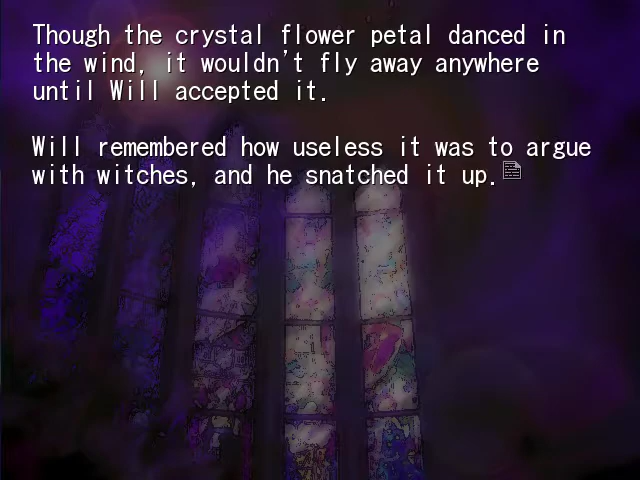 Though the crystal flower petal danced in
the wind, it wouldn't fly away anywhere
until Will accepted it.
Will remembered how useless it was to argue
with witches, and he snatched it up.